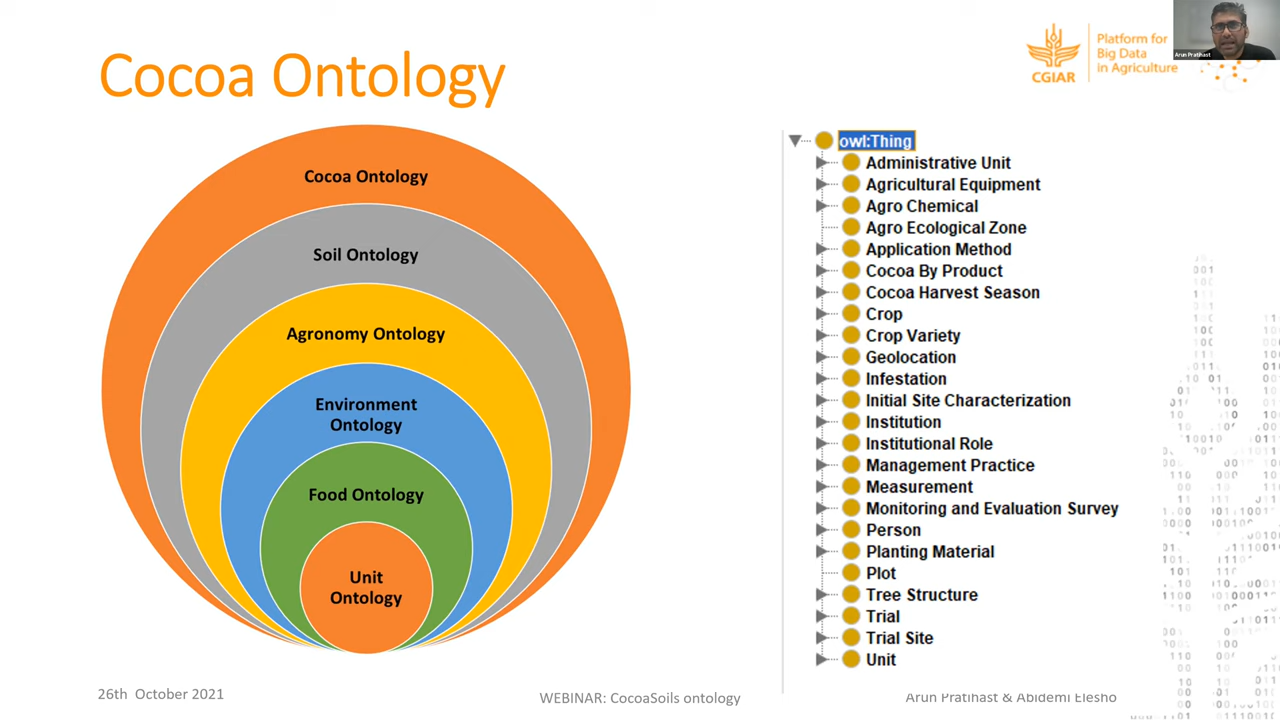 Cocoa Ontology
CGIAR
Platform for
Big Data
in Agriculture
Arun Pratihast
Cocoa Ontology
Soil Ontology
Agronomy Ontology
Environment
Ontology
Food Ontology
Unit
Ontology
owl:Thing
Administrative Unit
Agricultural Equipment
Agro Chemical
Agro Ecological Zone
Application Method
Cocoa By Product
Cocoa Harvest Season
Crop
Crop Variety
Geolocation
Infestation
Initial Site Characterization
Institution
Institutional Role
Management Practice
Measurement
Monitoring and Evaluation Survey
Person
Planting Material
Plot
Tree Structure
Trial
Trial Site
Unit
26th October 2021
WEBINAR: CocoaSoils ontology
Arun Pratihast & Abidemi Elesho